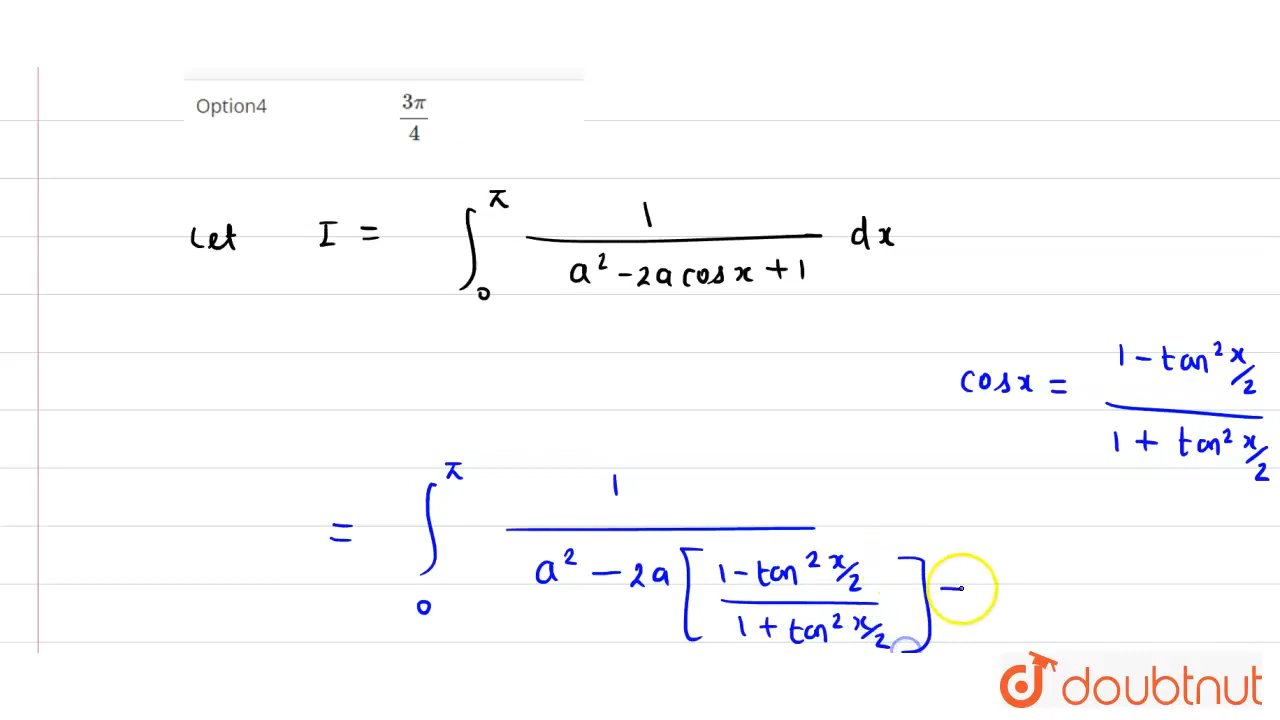 Option4 3π/4
Let I = ∫₀^π 1/(a² - 2a cos x + 1) dx
cos x = (1 - tan² x/2)/(1 + tan² x/2)
= ∫₀^π 1/(a² - 2a [(1 - tan² x/2)/(1 + tan² x/2)] -
doubtnut